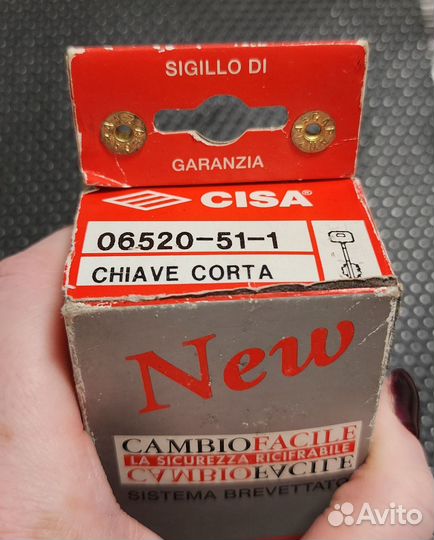 SIGILLO DI
GARANZIA
CISA®
06520-51-1
CHIAVE CORTA
New
CAMBIOFACILE
LA SICUREZZA RICIFRABILE
CAMBIOFACILE
SISTEMA BREVETTATO
Avito